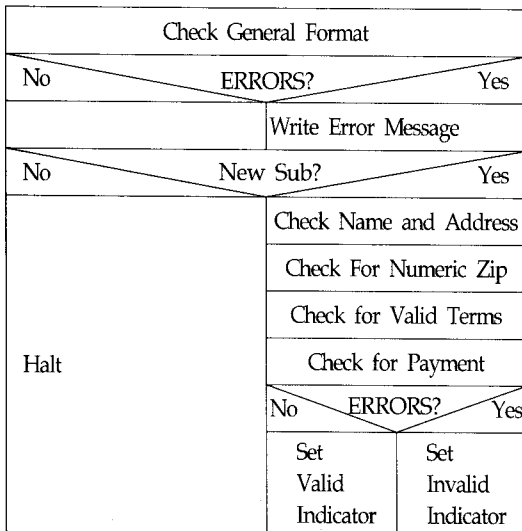 Check General Format
No ERRORS? Yes
Write Error Message
No New Sub? Yes
Check Name and Address
Check For Numeric Zip
Check for Valid Terms
Halt
Check for Payment
No ERRORS? Yes
Set
Valid
Indicator
Set
Invalid
Indicator